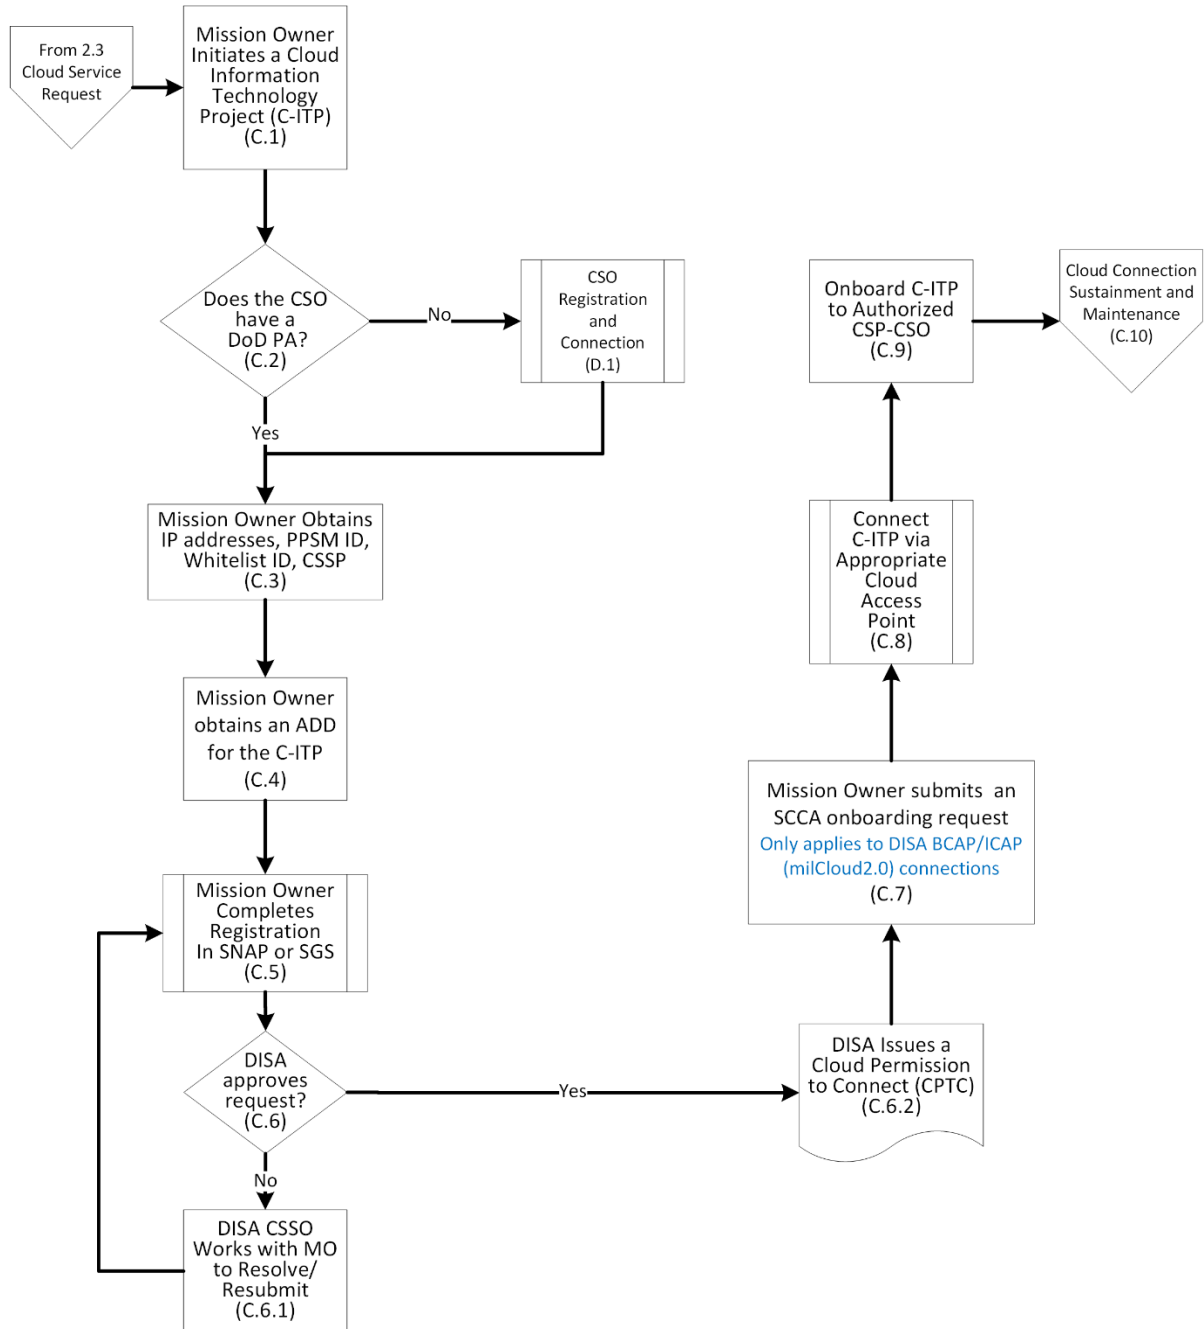 From 2.3
Cloud Service
Request
Mission Owner
Initiates a Cloud
Information
Technology
Project (C-ITP)
(C.1)
Does the CSO
have a
DoD PA?
(C.2)
No
CSO
Registration
and
Connection
(D.1)
Yes
Mission Owner Obtains
IP addresses, PPSM ID,
Whitelist ID, CSSP
(C.3)
Mission Owner
obtains an ADD
for the C-ITP
(C.4)
Mission Owner
Completes
Registration
In SNAP or SGS
(C.5)
DISA
approves
request?
(C.6)
No
DISA CSSO
Works with MO
to Resolve/
Resubmit
(C.6.1)
Yes
DISA Issues a
Cloud Permission
to Connect (CPTC)
(C.6.2)
Mission Owner submits an
SCCA onboarding request
Only applies to DISA BCAP/ICAP
(milCloud2.0) connections
(C.7)
Connect
C-ITP via
Appropriate
Cloud
Access
Point
(C.8)
Onboard C-ITP
to Authorized
CSP-CSO
(C.9)
Cloud Connection
Sustainment and
Maintenance
(C.10)